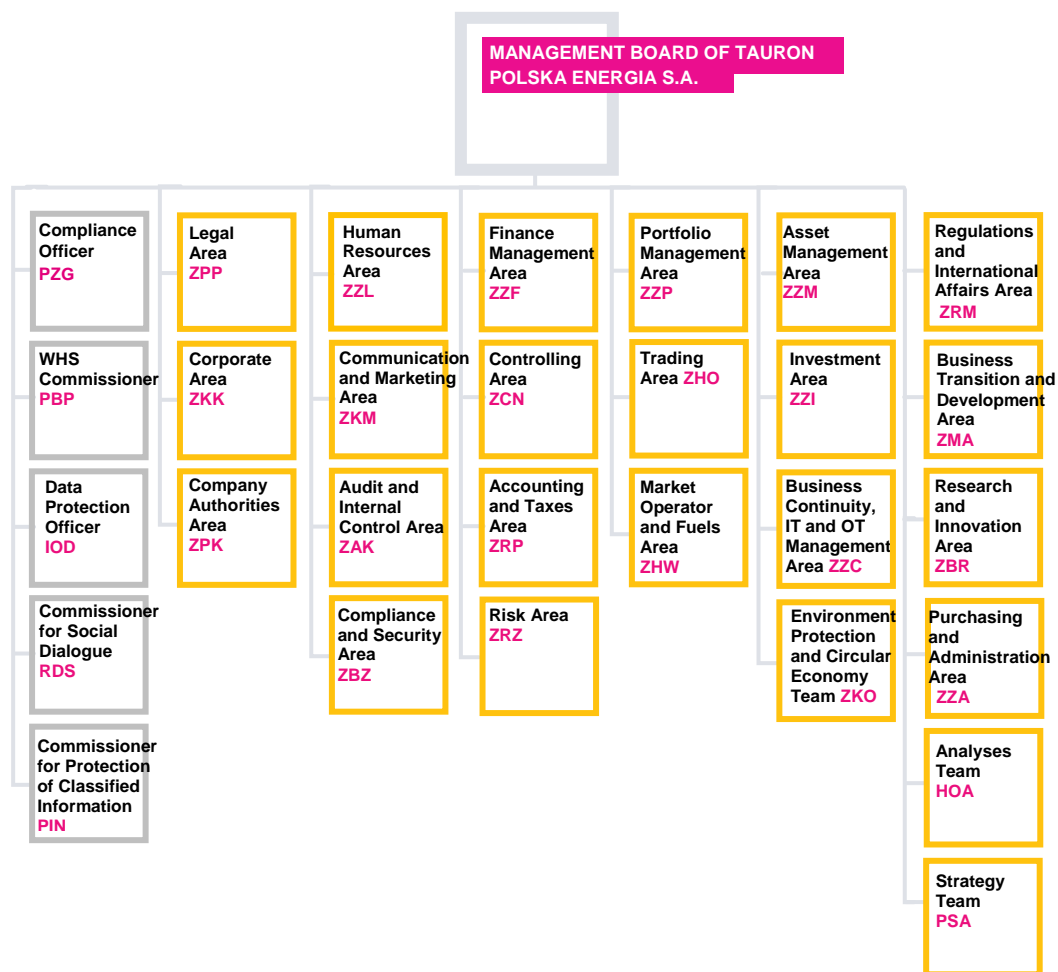 MANAGEMENT BOARD OF TAURON
POLSKA ENERGIA S.A.
Compliance
Officer
PZG
WHS
Commissioner
PBP
Data
Protection
Officer
IOD
Commissioner
for Social
Dialogue
RDS
Commissioner
for Protection
of Classified
Information
PIN
Legal
Area
ZPP
Corporate
Area
ZKK
Company
Authorities
Area
ZPK
Human
Resources
Area
ZZL
Communication
and Marketing
Area
ZKM
Audit and
Internal
Control Area
ZAK
Compliance
and Security
Area
ZBZ
Finance
Management
Area
ZZF
Controlling
Area
ZCN
Accounting
and Taxes
Area
ZRP
Risk Area
ZRZ
Portfolio
Management
Area
ZZP
Trading
Area ZHO
Market
Operator
and Fuels
Area
ZHW
Asset
Management
Area
ZZM
Investment
Area
ZZI
Business
Continuity,
IT and OT
Management
Area ZZC
Environment
Protection
and Circular
Economy
Team ZKO
Regulations
and
International
Affairs Area
ZRM
Business
Transition and
Development
Area
ZMA
Research
and
Innovation
Area
ZBR
Purchasing
and
Administration
Area
ZZA
Analyses
Team
HOA
Strategy
Team
PSA